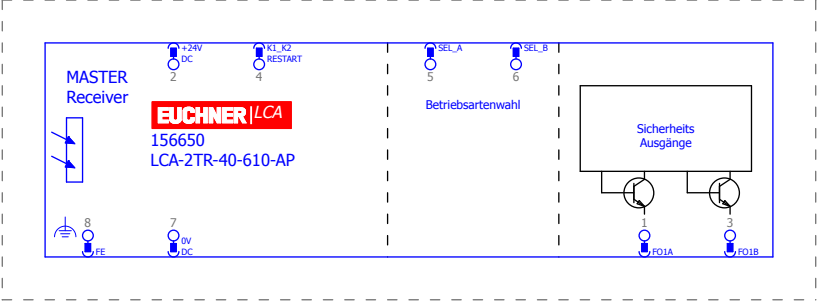 +24V
DC
2
K1_K2
RESTART
4
SEL_A
5
SEL_B
6
MASTER
Receiver
EUCHNER LCA
156650
LCA-2TR-40-610-AP
Betriebsartenwahl
Sicherheits
Ausgänge
8
FE
7
0V
DC
1
FO1A
3
FO1B